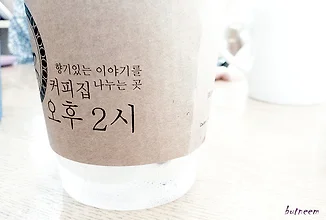 향기있는 이야기를
커피집 나누는 곳
오후 2시
butneem